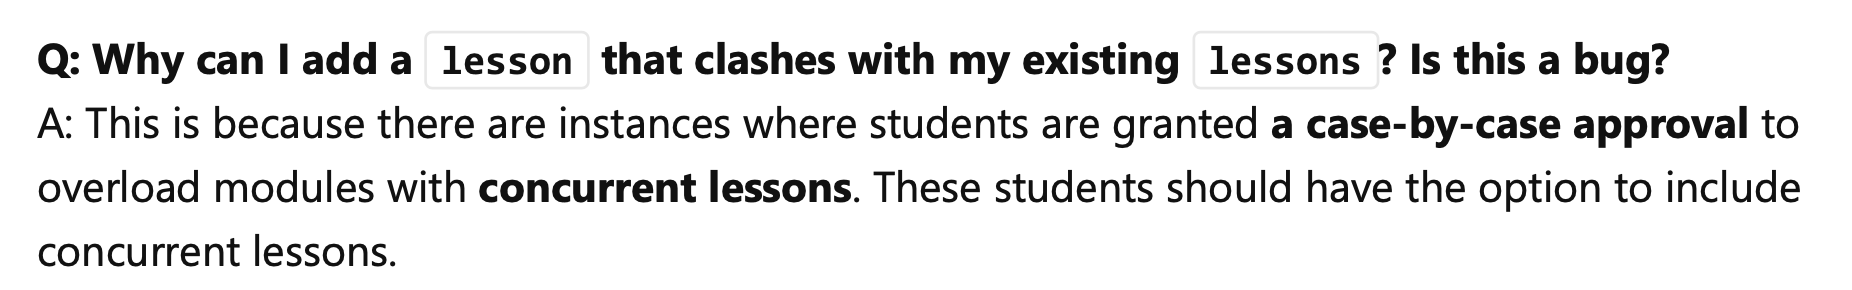 Q: Why can I add a lesson that clashes with my existing lessons? Is this a bug?
A: This is because there are instances where students are granted a case-by-case approval to
overload modules with concurrent lessons. These students should have the option to include
concurrent lessons.